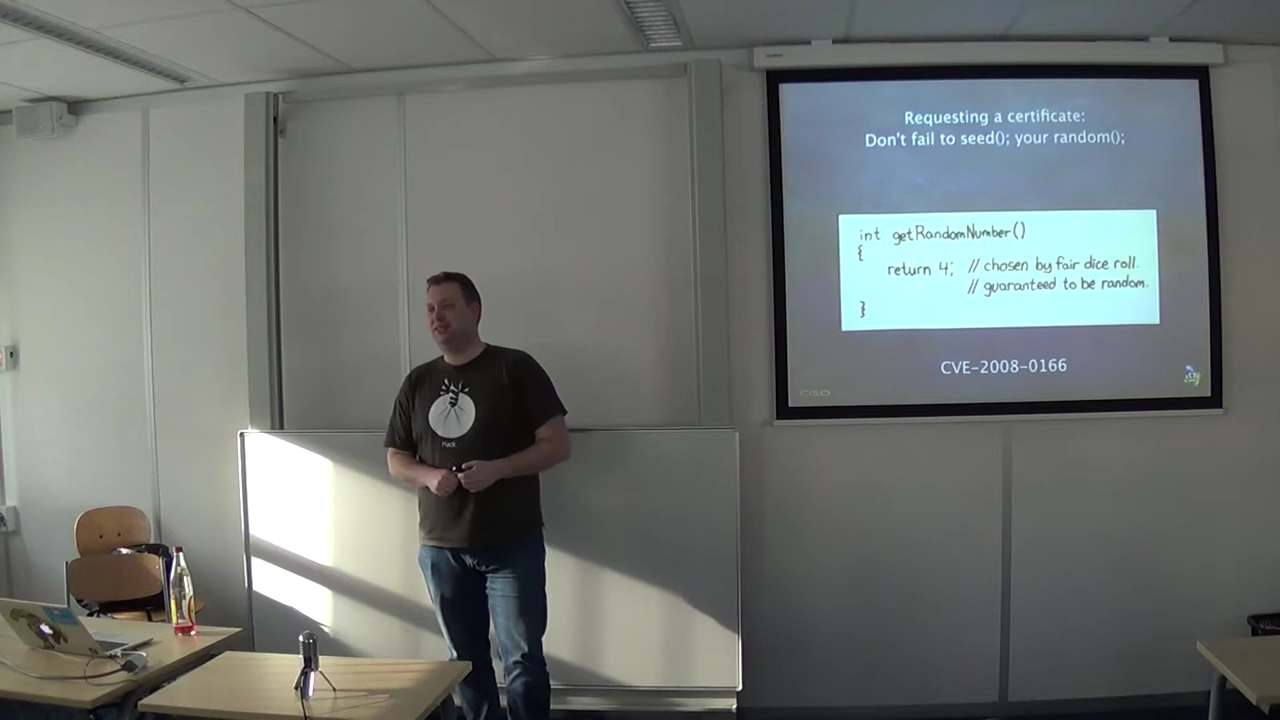 Requesting a certificate:
Don't fail to seed(); your random();
int getRandomNumber()
{
return 4; // chosen by fair dice roll.
// guaranteed to be random.
}
CVE-2008-0166
Hack